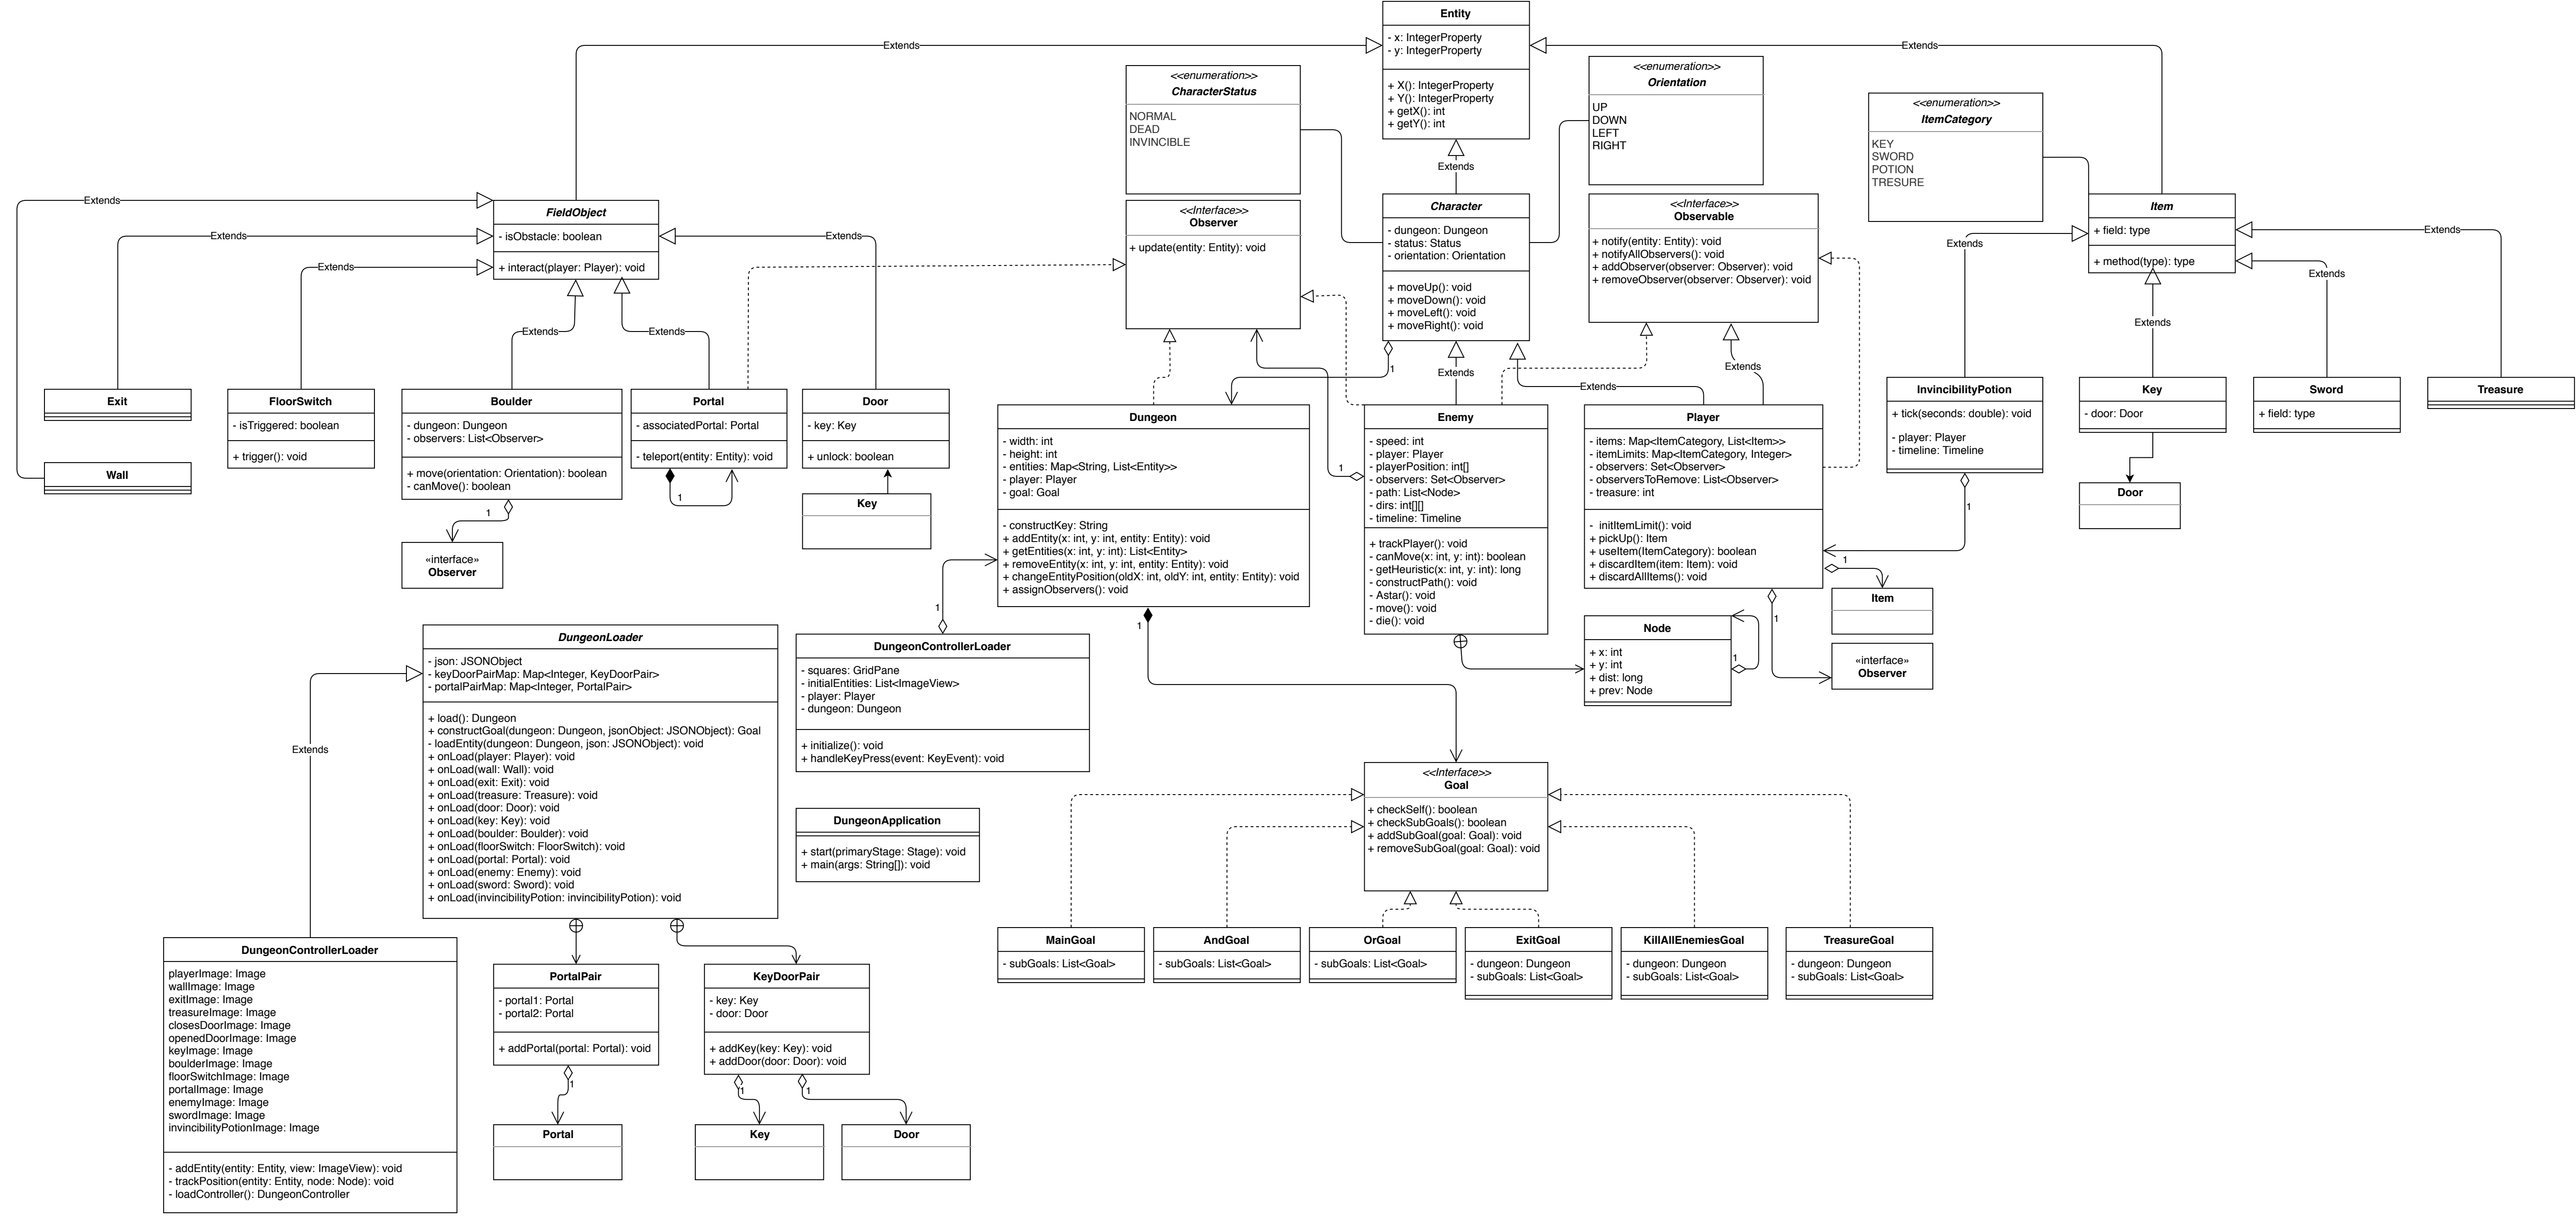 Entity
- x: IntegerProperty
- y: IntegerProperty
+ X(): IntegerProperty
+ Y(): IntegerProperty
+ getX(): int
+ getY(): int
Extends
Extends
Extends
<<enumeration>>
CharacterStatus
NORMAL
DEAD
INVINCIBLE
<<enumeration>>
Orientation
UP
DOWN
LEFT
RIGHT
<<enumeration>>
ItemCategory
KEY
SWORD
POTION
TRESURE
FieldObject
- isObstacle: boolean
+ interact(player: Player): void
Extends
Extends
Extends
Extends
Extends
Extends
<<Interface>>
Observer
+ update(entity: Entity): void
Character
- dungeon: Dungeon
- status: Status
- orientation: Orientation
+ moveUp(): void
+ moveDown(): void
+ moveLeft(): void
+ moveRight(): void
<<Interface>>
Observable
+ notify(entity: Entity): void
+ notifyAllObservers(): void
+ addObserver(observer: Observer): void
+ removeObserver(observer: Observer): void
Item
+ field: type
+ method(type): type
Extends
Extends
Extends
Extends
Extends
Extends
Extends
1
Exit
Wall
FloorSwitch
- isTriggered: boolean
+ trigger(): void
Boulder
- dungeon: Dungeon
- observers: List<Observer>
+ move(orientation: Orientation): boolean
- canMove(): boolean
1
«interface»
Observer
Portal
- associatedPortal: Portal
- teleport(entity: Entity): void
1
Door
- key: Key
+ unlock: boolean
Key
Dungeon
- width: int
- height: int
- entities: Map<String, List<Entity>>
- player: Player
- goal: Goal
- constructKey: String
+ addEntity(x: int, y: int, entity: Entity): void
+ getEntities(x: int, y: int): List<Entity>
+ removeEntity(x: int, y: int, entity: Entity): void
+ changeEntityPosition(oldX: int, oldY: int, entity: Entity): void
+ assignObservers(): void
1
1
Enemy
- speed: int
- player: Player
- playerPosition: int[]
- observers: Set<Observer>
- path: List<Node>
- dirs: int[][]
- timeline: Timeline
+ trackPlayer(): void
- canMove(x: int, y: int): boolean
- getHeuristic(x: int, y: int): long
- constructPath(): void
- Astar(): void
- move(): void
- die(): void
1
Player
- items: Map<ItemCategory, List<Item>>
- itemLimits: Map<ItemCategory, Integer>
- observers: Set<Observer>
- observersToRemove: List<Observer>
- treasure: int
- initItemLimit(): void
+ pickUp(): Item
+ useItem(ItemCategory): boolean
+ discardItem(item: Item): void
+ discardAllItems(): void
1
1
InvincibilityPotion
+ tick(seconds: double): void
- player: Player
- timeline: Timeline
1
Key
- door: Door
Door
Sword
+ field: type
Treasure
Item
«interface»
Observer
Node
+ x: int
+ y: int
+ dist: long
+ prev: Node
1
DungeonLoader
- json: JSONObject
- keyDoorPairMap: Map<Integer, KeyDoorPair>
- portalPairMap: Map<Integer, PortalPair>
+ load(): Dungeon
+ constructGoal(dungeon: Dungeon, jsonObject: JSONObject): Goal
- loadEntity(dungeon: Dungeon, json: JSONObject): void
+ onLoad(player: Player): void
+ onLoad(wall: Wall): void
+ onLoad(exit: Exit): void
+ onLoad(treasure: Treasure): void
+ onLoad(door: Door): void
+ onLoad(key: Key): void
+ onLoad(boulder: Boulder): void
+ onLoad(floorSwitch: FloorSwitch): void
+ onLoad(portal: Portal): void
+ onLoad(enemy: Enemy): void
+ onLoad(sword: Sword): void
+ onLoad(invincibilityPotion: invincibilityPotion): void
Extends
DungeonControllerLoader
- squares: GridPane
- initialEntities: List<ImageView>
- player: Player
- dungeon: Dungeon
+ initialize(): void
+ handleKeyPress(event: KeyEvent): void
DungeonApplication
+ start(primaryStage: Stage): void
+ main(args: String[]): void
<<Interface>>
Goal
+ checkSelf(): boolean
+ checkSubGoals(): boolean
+ addSubGoal(goal: Goal): void
+ removeSubGoal(goal: Goal): void
MainGoal
- subGoals: List<Goal>
AndGoal
- subGoals: List<Goal>
OrGoal
- subGoals: List<Goal>
ExitGoal
- dungeon: Dungeon
- subGoals: List<Goal>
KillAllEnemiesGoal
- dungeon: Dungeon
- subGoals: List<Goal>
TreasureGoal
- dungeon: Dungeon
- subGoals: List<Goal>
DungeonControllerLoader
playerImage: Image
wallImage: Image
exitImage: Image
treasureImage: Image
closesDoorImage: Image
openedDoorImage: Image
keyImage: Image
boulderImage: Image
floorSwitchImage: Image
portalImage: Image
enemyImage: Image
swordImage: Image
invincibilityPotionImage: Image
- addEntity(entity: Entity, view: ImageView): void
- trackPosition(entity: Entity, node: Node): void
- loadController(): DungeonController
PortalPair
- portal1: Portal
- portal2: Portal
+ addPortal(portal: Portal): void
1
Portal
KeyDoorPair
- key: Key
- door: Door
+ addKey(key: Key): void
+ addDoor(door: Door): void
1
1
Key
Door